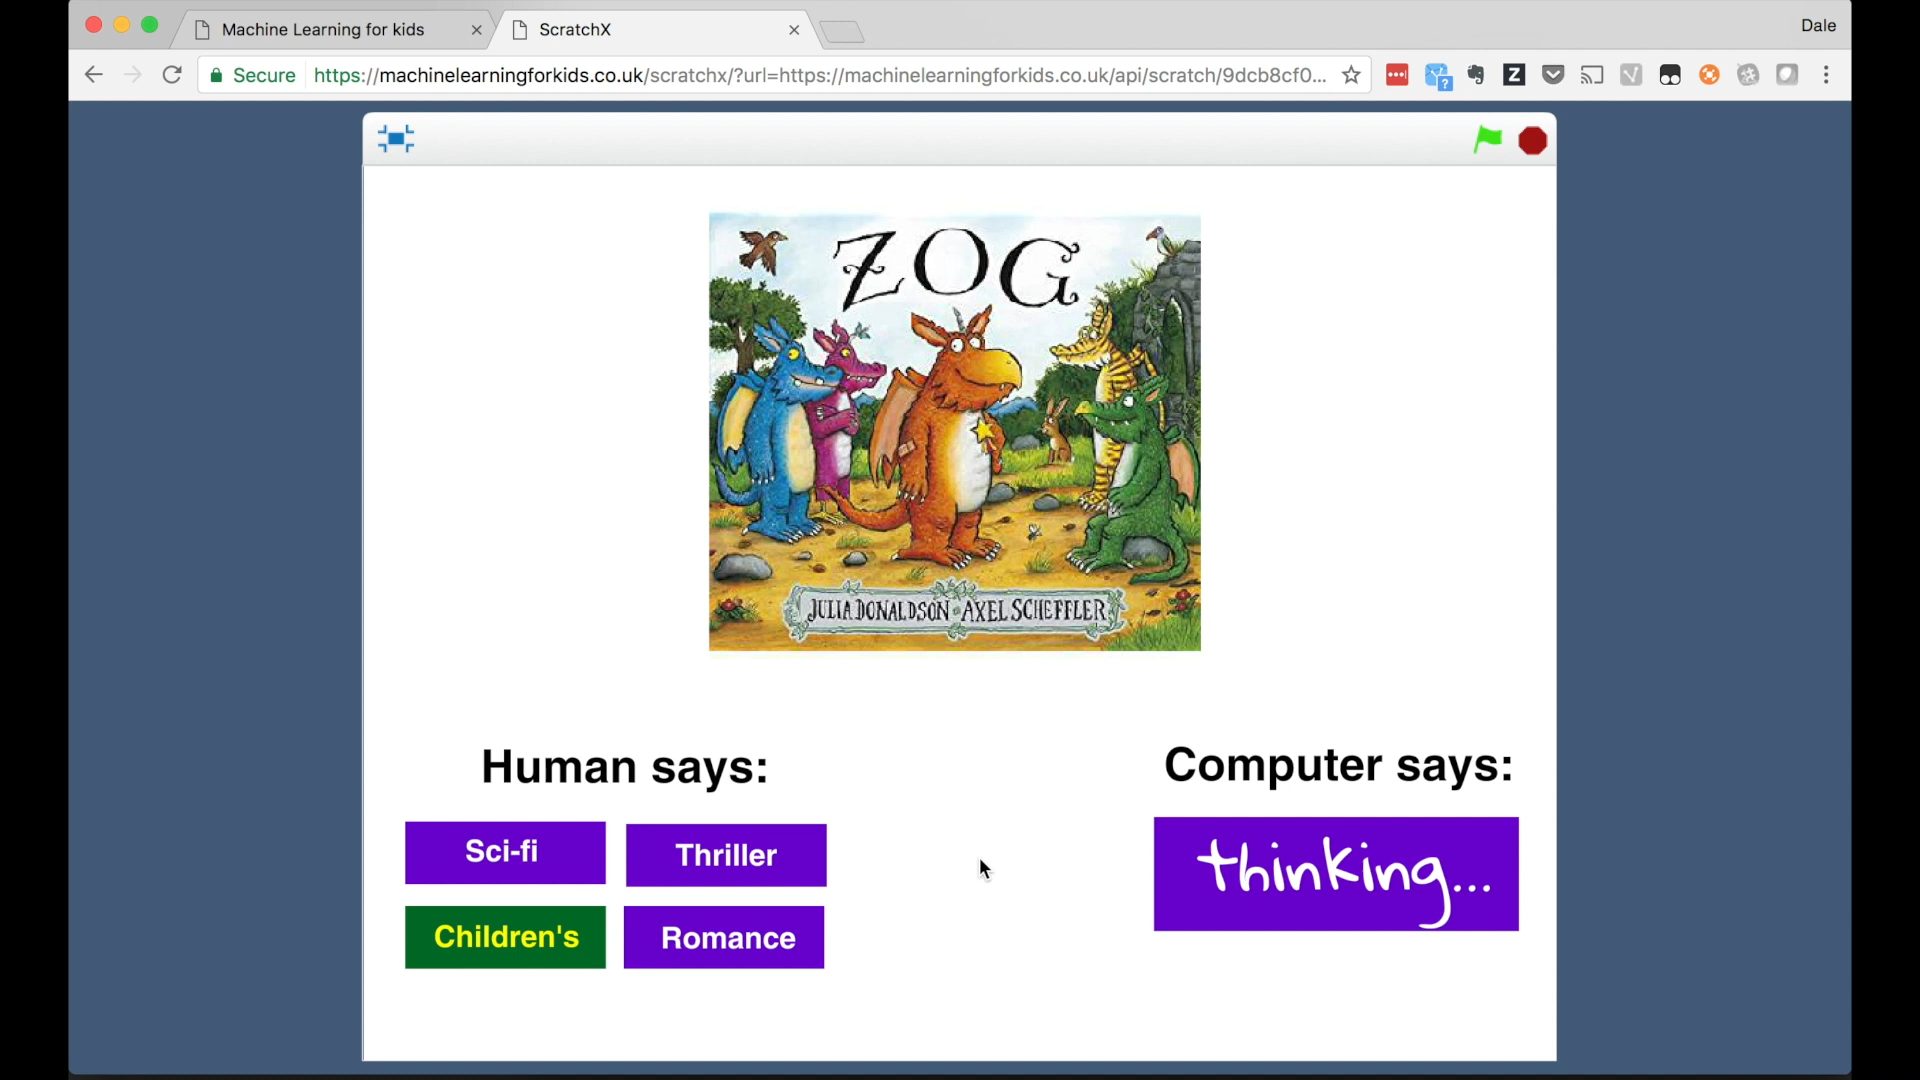 Machine Learning for kids
ScratchX
Dale
Secure
https://machinelearningforkids.co.uk/scratchx/?url=https://machinelearningforkids.co.uk/api/scratch/9dcb8cf0...
ZOG
JULIA DONALDSON · AXEL SCHEFFLER
Human says:
Computer says:
Sci-fi
Thriller
thinking...
Children's
Romance